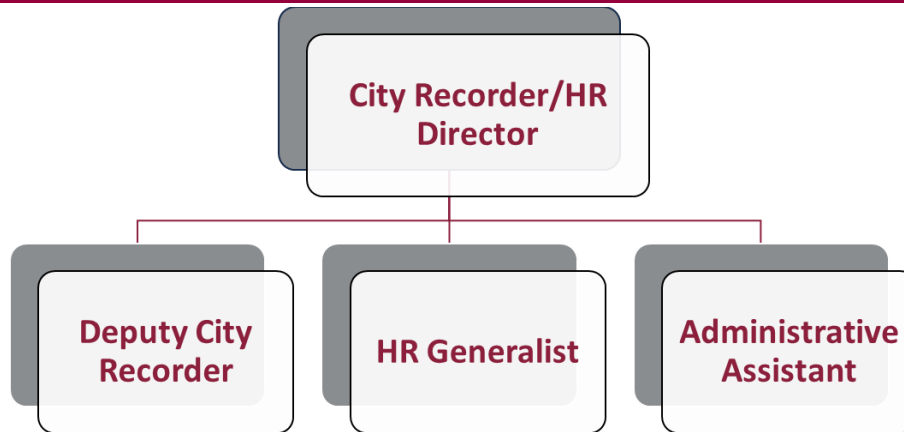 City Recorder/HR
Director
Deputy City
Recorder
HR Generalist
Administrative
Assistant